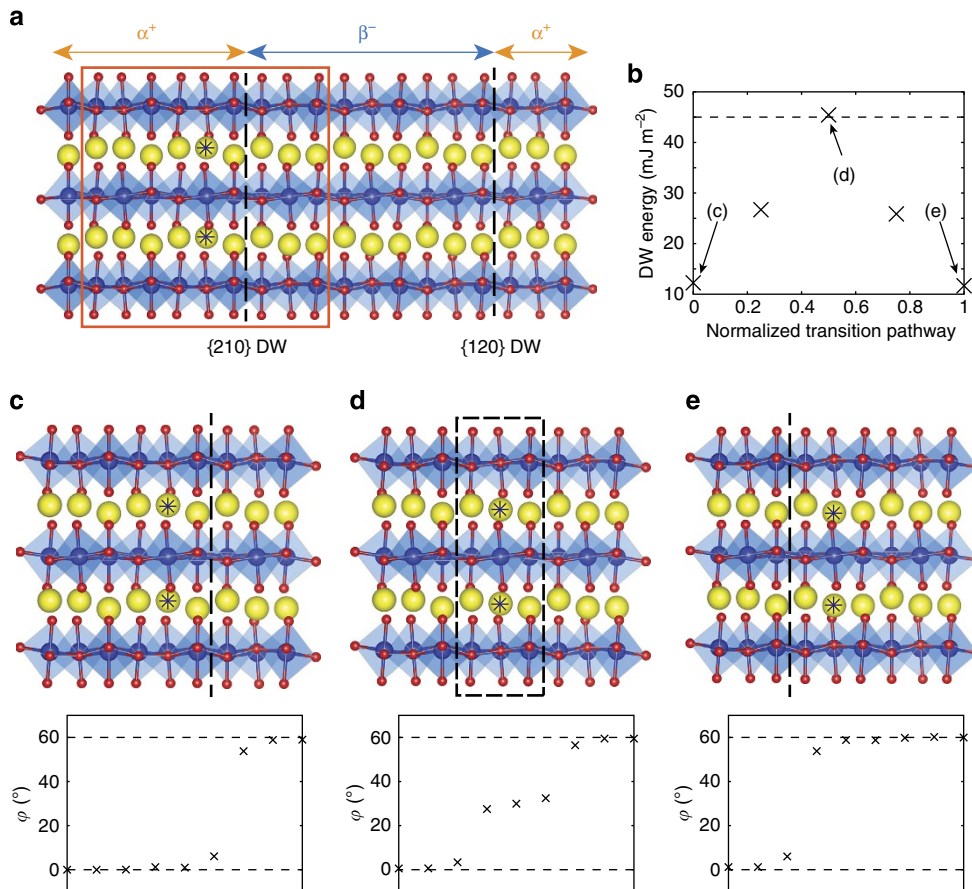 a
α⁺ β⁻ α⁺
{210} DW {120} DW
b
DW energy (mJ m⁻²)
50
40
30
20
10
0 0.2 0.4 0.6 0.8 1
Normalized transition pathway
(c)
(d)
(e)
c d e
φ (°)
60
40
20
0
φ (°)
60
40
20
0
φ (°)
60
40
20
0